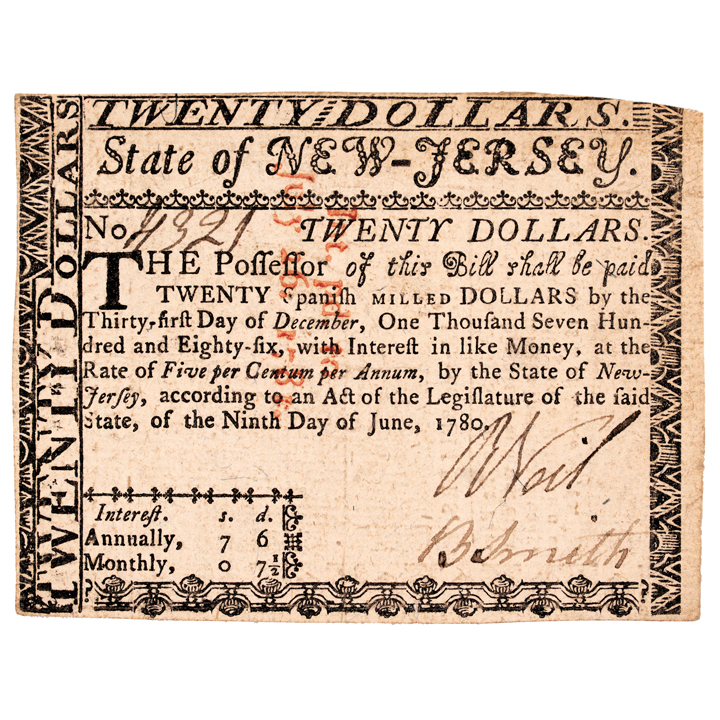 TWENTY DOLLARS.
State of NEW-JERSEY.
No 4321 TWENTY DOLLARS.
THE Poſſeſſor of this Bill shall be paid
TWENTY Spaniſh MILLED DOLLARS by the
Thirty-firſt Day of December, One Thouſand Seven Hun-
dred and Eighty-ſix, with Intereſt in like Money, at the
Rate of Five per Centum per Annum, by the State of New-
Jerſey, according to an Act of the Legiſlature of the ſaid
State, of the Ninth Day of June, 1780.
B Smith
Intereſt. s. d.
Annually, 7 6
Monthly, 0 7½
TWENTY DOLLARS